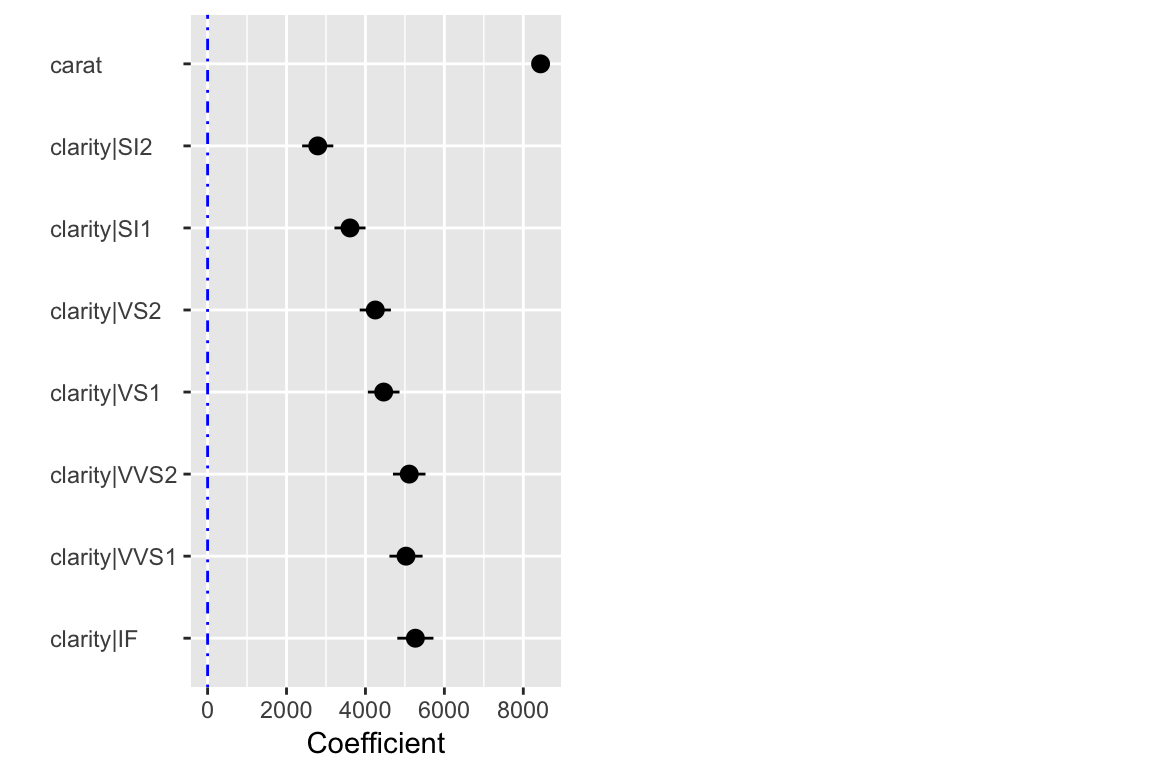 carat
clarity|SI2
clarity|SI1
clarity|VS2
clarity|VS1
clarity|VVS2
clarity|VVS1
clarity|IF
0 2000 4000 6000 8000
Coefficient